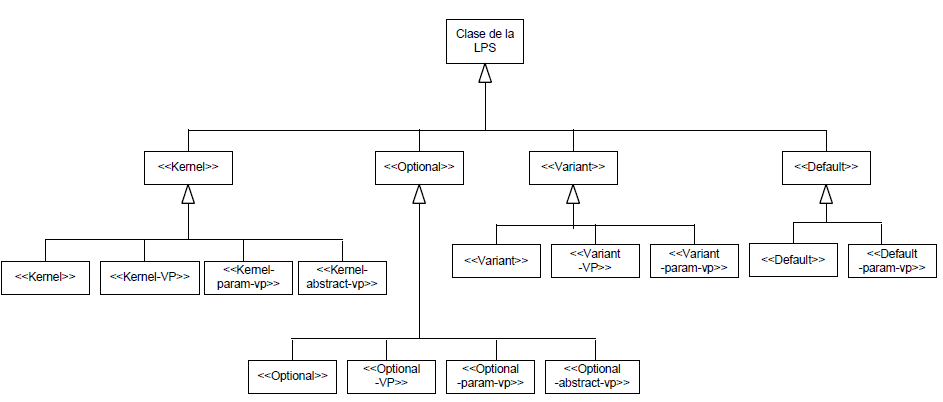 Clase de la
LPS
<<Kernel>>
<<Optional>>
<<Variant>>
<<Default>>
<<Kernel>>
<<Kernel-VP>>
<<Kernel-
param-vp>>
<<Kernel-
abstract-vp>>
<<Variant>>
<<Variant
-VP>>
<<Variant
-param-vp>>
<<Default>>
<<Default
-param-vp>>
<<Optional>>
<<Optional
-VP>>
<<Optional
-param-vp>>
<<Optional
-abstract-vp>>